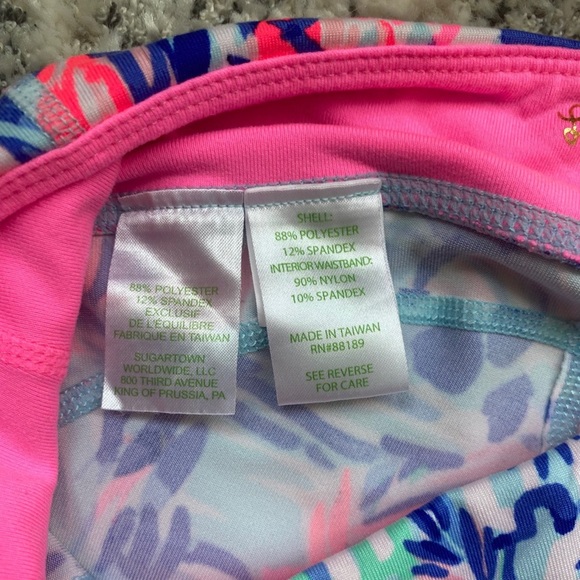 88% POLYESTER
12% SPANDEX
EXCLUSIF
DE L'ÉQUILIBRE
FABRIQUE EN TAIWAN
SUGARTOWN
WORLDWIDE, LLC
800 THIRD AVENUE
KING OF PRUSSIA, PA
SHELL:
88% POLYESTER
12% SPANDEX
INTERIOR WAISTBAND:
90% NYLON
10% SPANDEX
MADE IN TAIWAN
RN#88189
SEE REVERSE
FOR CARE